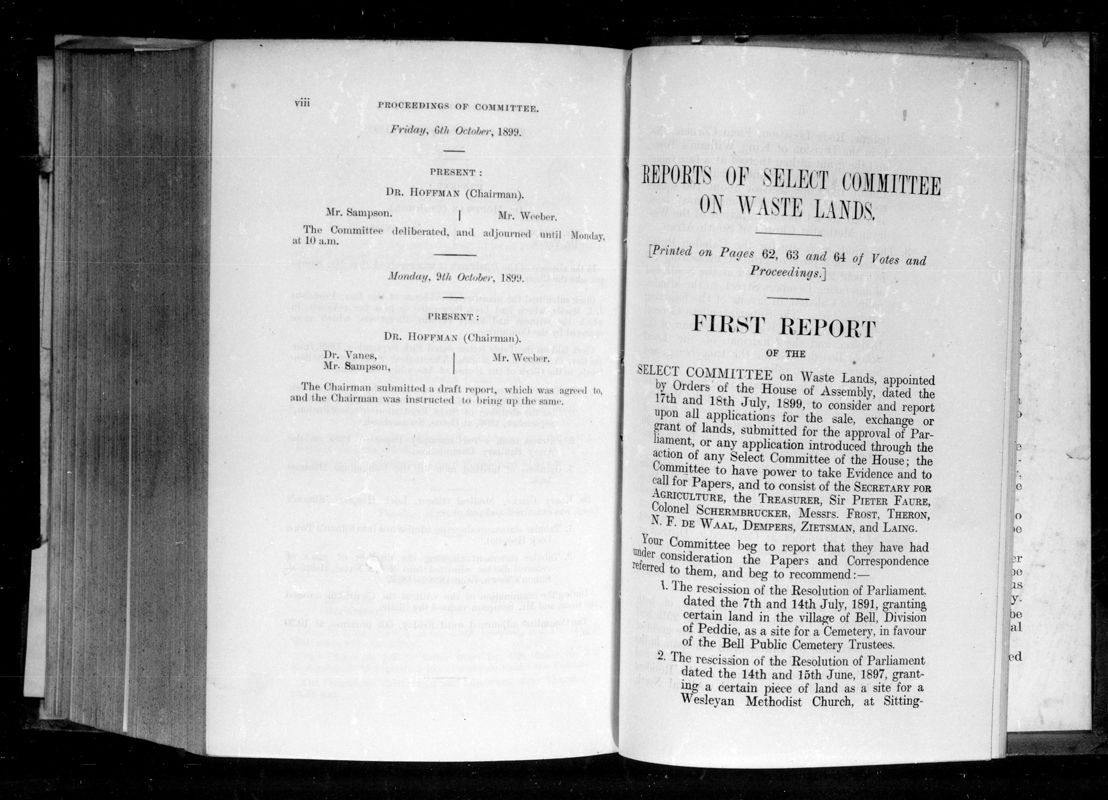 viii PROCEEDINGS OF COMMITTEE.
Friday, 6th October, 1899.
PRESENT :
DR. HOFFMAN (Chairman).
Mr. Sampson. | Mr. Weeber.
The Committee deliberated, and adjourned until Monday,
at 10 a.m.
Monday, 9th October, 1899.
PRESENT :
DR. HOFFMAN (Chairman).
Dr. Vanes,
Mr. Sampson, | Mr. Weeber.
The Chairman submitted a draft report, which was agreed to,
and the Chairman was instructed to bring up the same.
REPORTS OF SELECT COMMITTEE
ON WASTE LANDS.
[Printed on Pages 62, 63 and 64 of Votes and
Proceedings.]
FIRST REPORT
OF THE
SELECT COMMITTEE on Waste Lands, appointed
by Orders of the House of Assembly, dated the
17th and 18th July, 1899, to consider and report
upon all applications for the sale, exchange or
grant of lands, submitted for the approval of Par-
liament, or any application introduced through the
action of any Select Committee of the House; the
Committee to have power to take Evidence and to
call for Papers, and to consist of the SECRETARY FOR
AGRICULTURE, the TREASURER, Sir PIETER FAURE,
Colonel SCHERMBRUCKER, Messrs. FROST, THERON,
N. F. DE WAAL, DEMPERS, ZIETSMAN, and LAING.
Your Committee beg to report that they have had
under consideration the Papers and Correspondence
referred to them, and beg to recommend :—
1. The rescission of the Resolution of Parliament,
dated the 7th and 14th July, 1891, granting
certain land in the village of Bell, Division
of Peddie, as a site for a Cemetery, in favour
of the Bell Public Cemetery Trustees.
2. The rescission of the Resolution of Parliament
dated the 14th and 15th June, 1897, grant-
ing a certain piece of land as a site for a
Wesleyan Methodist Church, at Sitting-